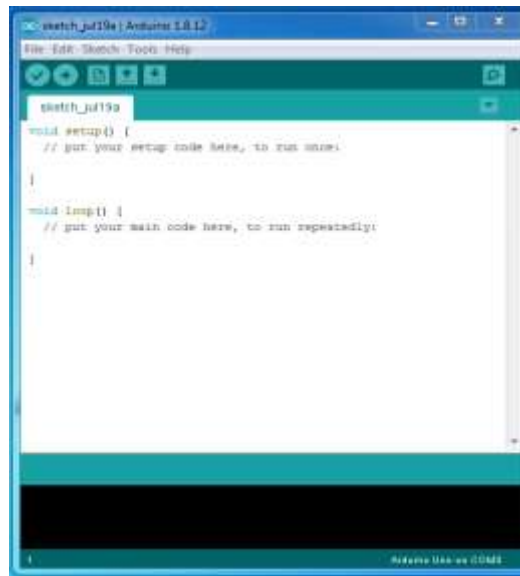 sketch_jul19a | Arduino 1.8.12
File Edit Sketch Tools Help
sketch_jul19a
void setup() {
// put your setup code here, to run once:
}
void loop() {
// put your main code here, to run repeatedly:
}
1
Arduino Uno on